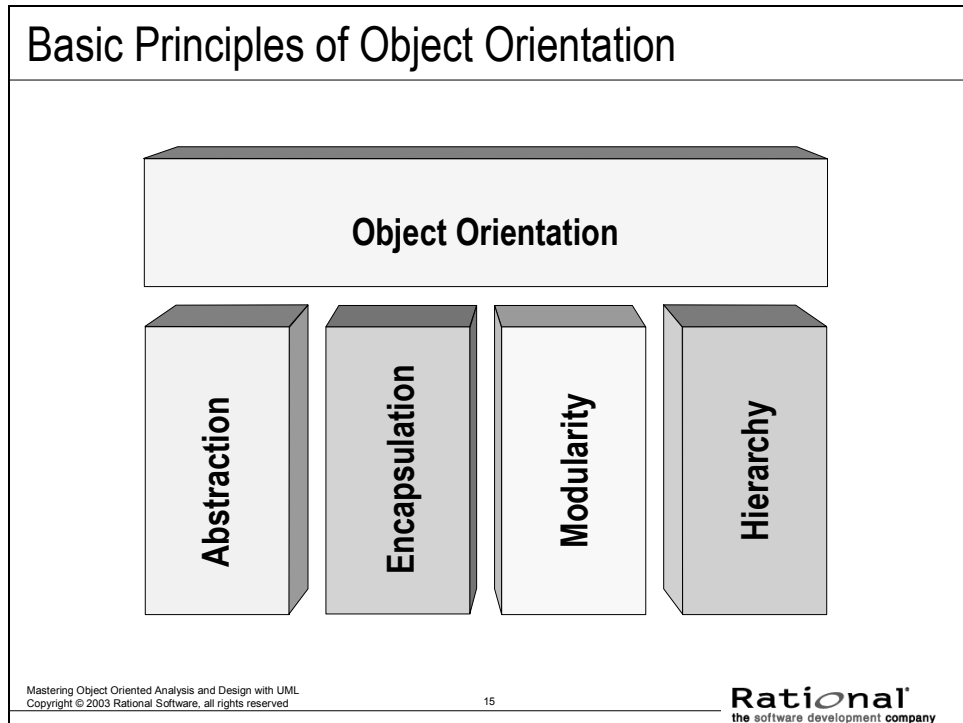 Basic Principles of Object Orientation
Object Orientation
Abstraction
Encapsulation
Modularity
Hierarchy
Mastering Object Oriented Analysis and Design with UML
Copyright © 2003 Rational Software, all rights reserved
15
Rational®
the software development company